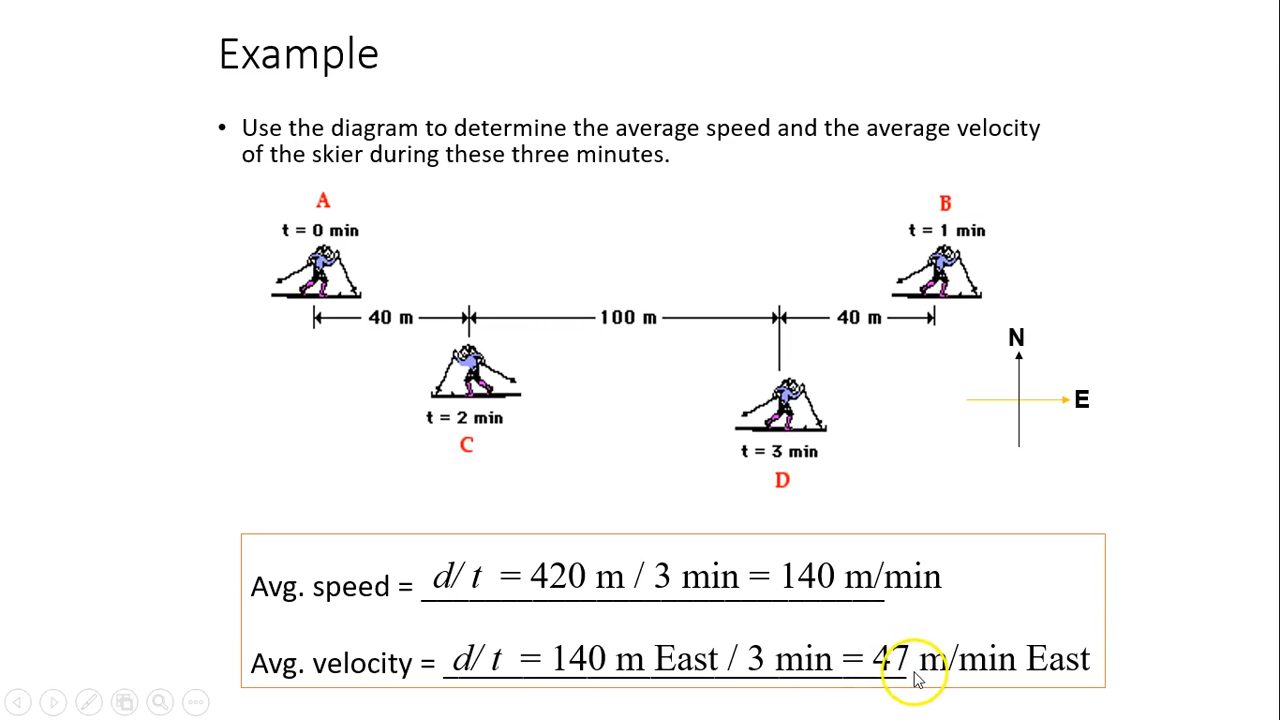 Example
• Use the diagram to determine the average speed and the average velocity
of the skier during these three minutes.
A
B
t = 0 min
t = 1 min
40 m
100 m
40 m
N
E
t = 2 min
C
t = 3 min
D
Avg. speed = d/ t = 420 m / 3 min = 140 m/min
Avg. velocity = d/ t = 140 m East / 3 min = 47 m/min East